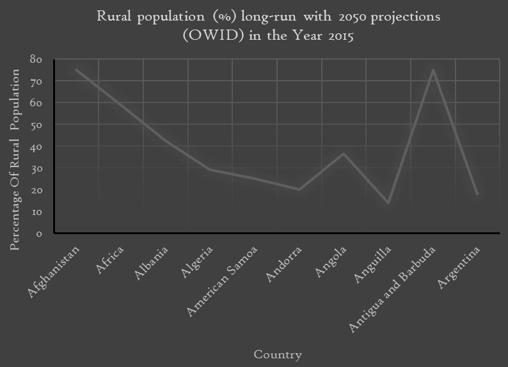 Rural population (%) long-run with 2050 projections
(OWID) in the Year 2015
Percentage Of Rural Population
80
70
60
50
40
30
20
10
0
Afghanistan
Africa
Albania
Algeria
American Samoa
Andorra
Angola
Anguilla
Antigua and Barbuda
Argentina
Country